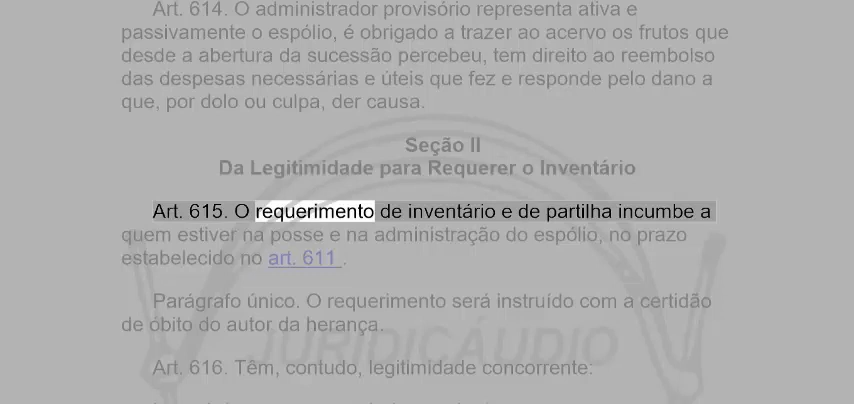 Art. 614. O administrador provisório representa ativa e
passivamente o espólio, é obrigado a trazer ao acervo os frutos que
desde a abertura da sucessão percebeu, tem direito ao reembolso
das despesas necessárias e úteis que fez e responde pelo dano a
que, por dolo ou culpa, der causa.
Seção II
Da Legitimidade para Requerer o Inventário
Art. 615. O requerimento de inventário e de partilha incumbe a
quem estiver na posse e na administração do espólio, no prazo
estabelecido no art. 611 .
Parágrafo único. O requerimento será instruído com a certidão
de óbito do autor da herança.
JURIDICÁUDIO
Art. 616. Têm, contudo, legitimidade concorrente: